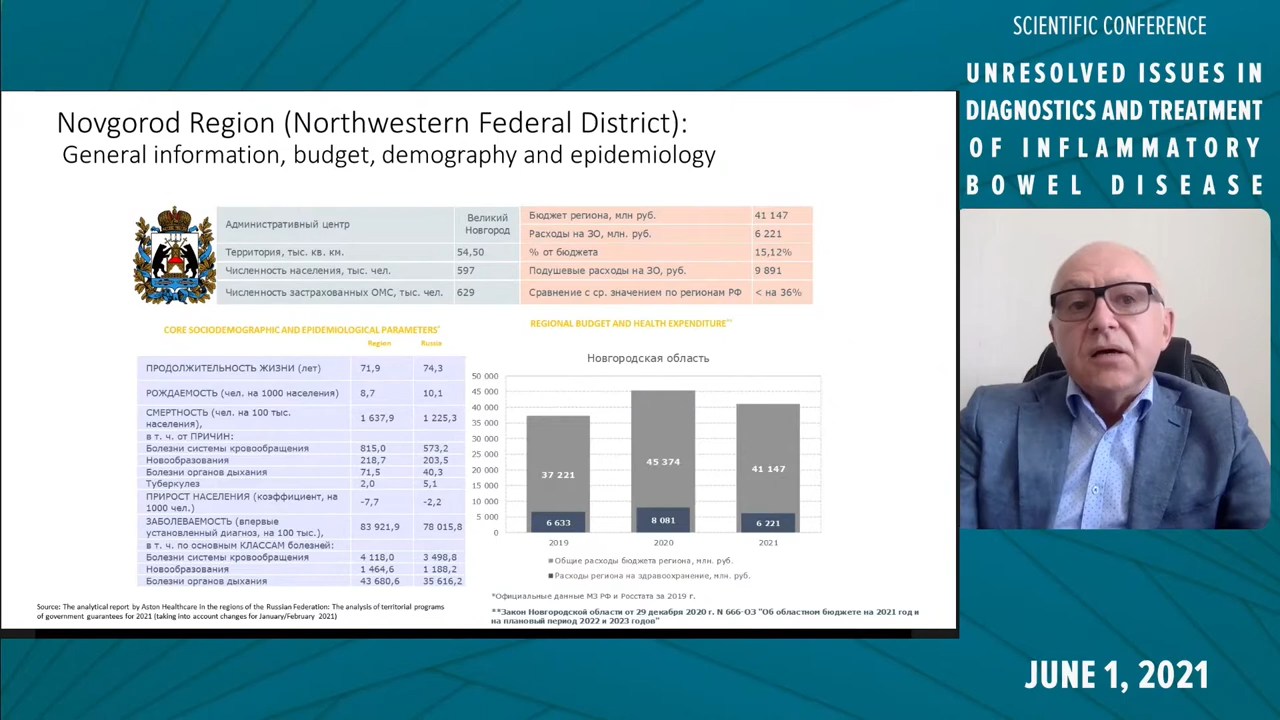 SCIENTIFIC CONFERENCE
UNRESOLVED ISSUES IN
DIAGNOSTICS AND TREATMENT
OF INFLAMMATORY
BOWEL DISEASE
Novgorod Region (Northwestern Federal District):
General information, budget, demography and epidemiology
Административный центр Великий Новгород
Территория, тыс. кв. км. 54,50
Численность населения, тыс. чел. 597
Численность застрахованных ОМС, тыс. чел. 629
Бюджет региона, млн руб. 41 147
Расходы на ЗО, млн. руб. 6 221
% от бюджета 15,12%
Подушевые расходы на ЗО, руб. 9 891
Сравнение с ср. значением по регионам РФ < на 36%
CORE SOCIODEMOGRAPHIC AND EPIDEMIOLOGICAL PARAMETERS*
Region Russia
ПРОДОЛЖИТЕЛЬНОСТЬ ЖИЗНИ (лет) 71,9 74,3
РОЖДАЕМОСТЬ (чел. на 1000 населения) 8,7 10,1
СМЕРТНОСТЬ (чел. на 100 тыс.
населения), 1 637,9 1 225,3
в т. ч. от ПРИЧИН:
Болезни системы кровообращения 815,0 573,2
Новообразования 218,7 203,5
Болезни органов дыхания 71,5 40,3
Туберкулез 2,0 5,1
ПРИРОСТ НАСЕЛЕНИЯ (коэффициент, на
1000 чел.) -7,7 -2,2
ЗАБОЛЕВАЕМОСТЬ (впервые
установленный диагноз, на 100 тыс.), 83 921,9 78 015,8
в т. ч. по основным КЛАССАМ болезней:
Болезни системы кровообращения 4 118,0 3 498,8
Новообразования 1 464,6 1 188,2
Болезни органов дыхания 43 680,6 35 616,2
REGIONAL BUDGET AND HEALTH EXPENDITURE**
Новгородская область
50 000
45 000
40 000
35 000
30 000
25 000
20 000
15 000
10 000
5 000
0
37 221 45 374 41 147
6 633 8 081 6 221
2019 2020 2021
Общие расходы бюджета региона, млн. руб.
Расходы региона на здравоохранение, млн. руб.
*Официальные данные МЗ РФ и Росстата за 2019 г.
**Закон Новгородской области от 29 декабря 2020 г. N 666-ОЗ "Об областном бюджете на 2021 год и
на плановый период 2022 и 2023 годов"
Source: The analytical report by Aston Healthcare in the regions of the Russian Federation: The analysis of territorial programs
of government guarantees for 2021 (taking into account changes for January/February 2021)
JUNE 1, 2021